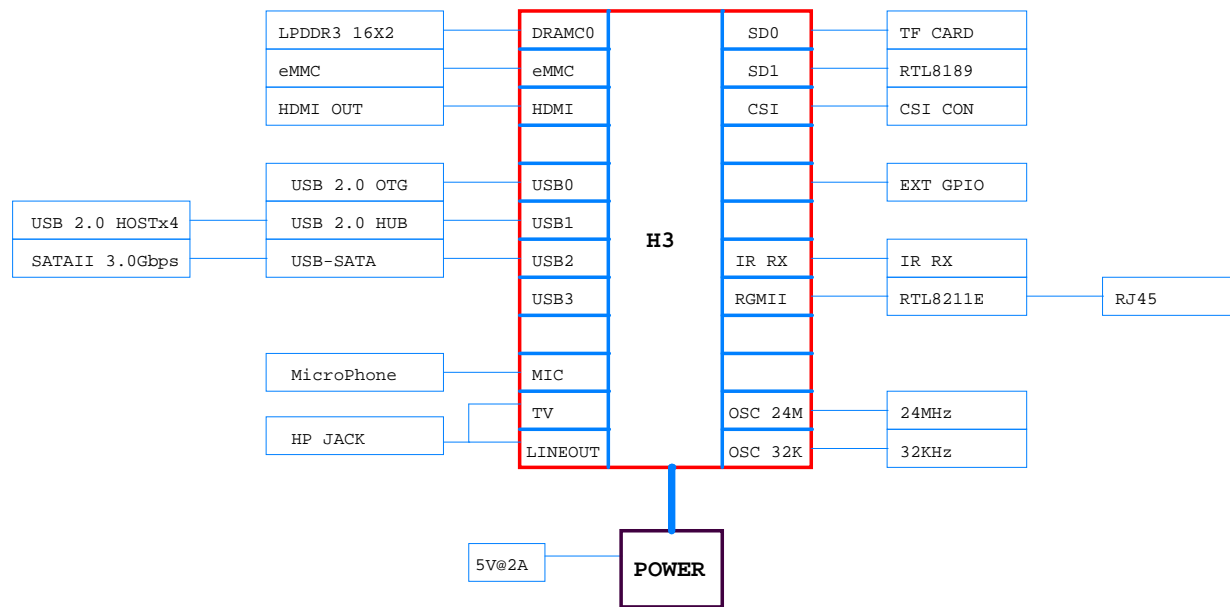 LPDDR3 16X2 DRAMC0 SD0 TF CARD
eMMC eMMC SD1 RTL8189
HDMI OUT HDMI CSI CSI CON
USB 2.0 OTG USB0 EXT GPIO
USB 2.0 HOSTx4 USB 2.0 HUB USB1
H3
SATAII 3.0Gbps USB-SATA USB2 IR RX IR RX
USB3 RGMII RTL8211E RJ45
MicroPhone MIC
TV OSC 24M 24MHz
HP JACK
LINEOUT OSC 32K 32KHz
5V@2A POWER